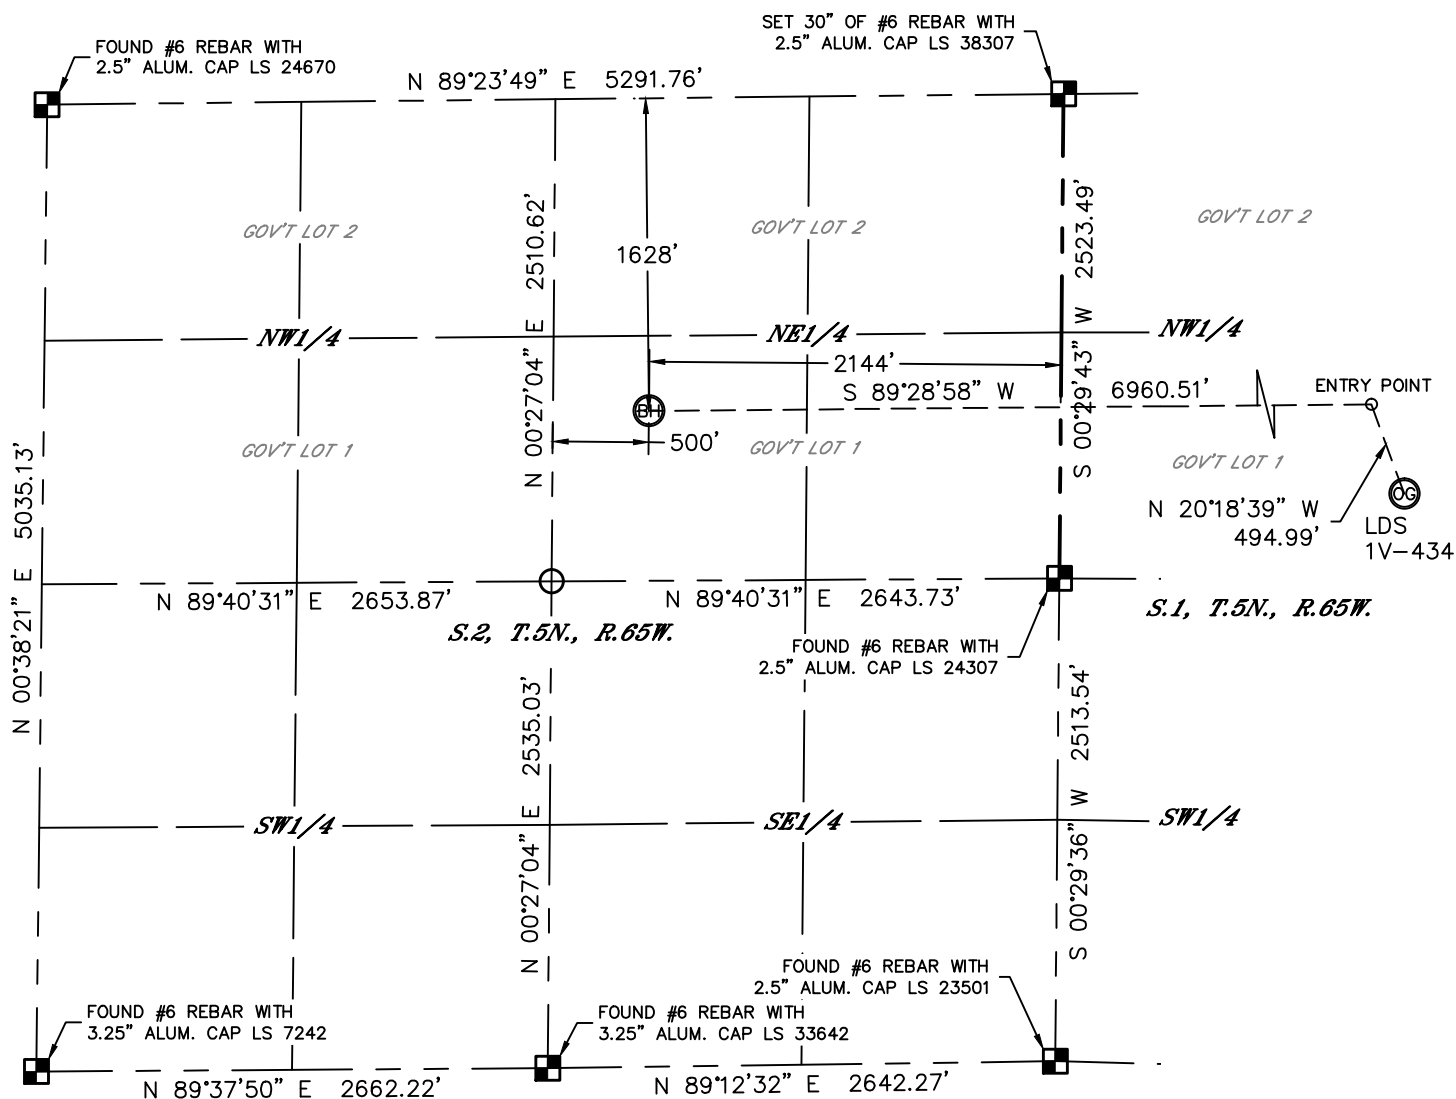 SET 30" OF #6 REBAR WITH
2.5" ALUM. CAP LS 38307
FOUND #6 REBAR WITH
2.5" ALUM. CAP LS 24670
N 89°23'49" E 5291.76'
GOV'T LOT 2
GOV'T LOT 2
GOV'T LOT 2
N 00°27'04" E 2510.62'
1628'
S 00°29'43" W 2523.49'
NW1/4
NE1/4
NW1/4
2144'
S 89°28'58" W 6960.51'
ENTRY POINT
BH
500'
GOV'T LOT 1
GOV'T LOT 1
GOV'T LOT 1
OG
N 20°18'39" W
494.99'
LDS
1V-434
N 00°38'21" E 5035.13'
N 89°40'31" E 2653.87'
N 89°40'31" E 2643.73'
S.2, T.5N., R.65W.
S.1, T.5N., R.65W.
FOUND #6 REBAR WITH
2.5" ALUM. CAP LS 24307
N 00°27'04" E 2535.03'
S 00°29'36" W 2513.54'
SW1/4
SE1/4
SW1/4
FOUND #6 REBAR WITH
2.5" ALUM. CAP LS 23501
FOUND #6 REBAR WITH
3.25" ALUM. CAP LS 7242
FOUND #6 REBAR WITH
3.25" ALUM. CAP LS 33642
N 89°37'50" E 2662.22'
N 89°12'32" E 2642.27'